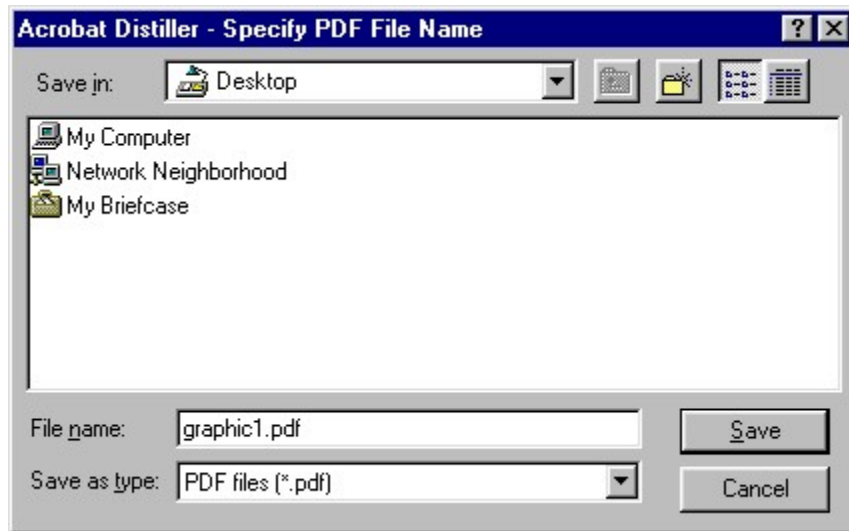 Acrobat Distiller - Specify PDF File Name
Save in: Desktop
My Computer
Network Neighborhood
My Briefcase
File name: graphic1.pdf Save
Save as type: PDF files (*.pdf) Cancel